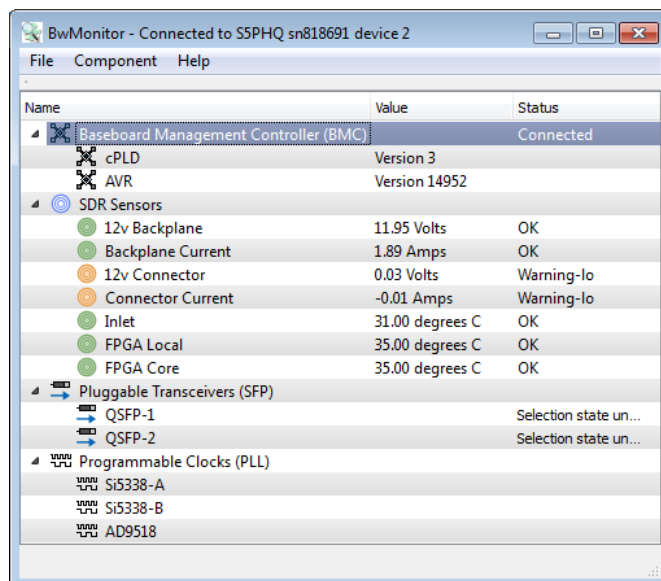 BwMonitor - Connected to S5PHQ sn818691 device 2
File Component Help
Name Value Status
Baseboard Management Controller (BMC) Connected
cPLD Version 3
AVR Version 14952
SDR Sensors
12v Backplane 11.95 Volts OK
Backplane Current 1.89 Amps OK
12v Connector 0.03 Volts Warning-lo
Connector Current -0.01 Amps Warning-lo
Inlet 31.00 degrees C OK
FPGA Local 35.00 degrees C OK
FPGA Core 35.00 degrees C OK
Pluggable Transceivers (SFP)
QSFP-1 Selection state un...
QSFP-2 Selection state un...
Programmable Clocks (PLL)
Si5338-A
Si5338-B
AD9518